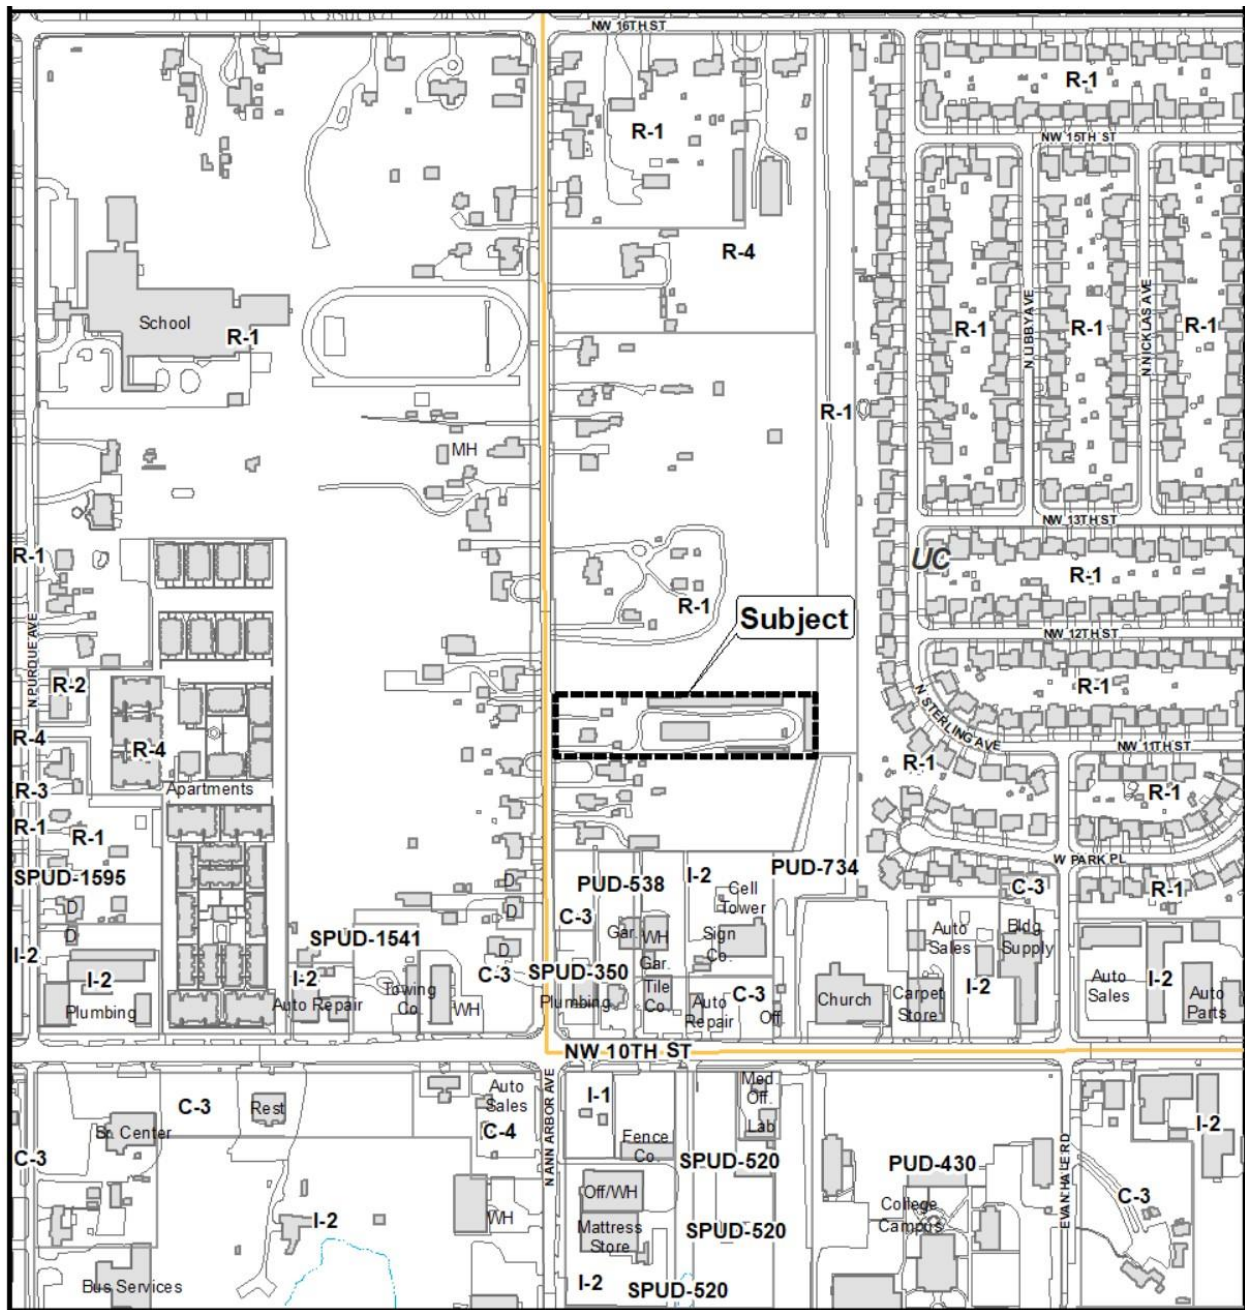 NW 16TH ST
R-1
R-1
NW 15TH ST
R-4
N LIBBY AVE
N NICKLAS AVE
School
R-1
R-1
R-1
R-1
R-1
MH
NW 13TH ST
R-1
UC
R-1
R-1
N PURDUE AVE
Subject
NW 12TH ST
R-2
R-1
N STERLING AVE
R-4
R-4
NW 11TH ST
R-1
R-3
Apartments
R-1
R-1
R-1
W PARK PL
SPUD-1595
PUD-538
I-2
PUD-734
D
Cell
Tower
C-3
R-1
D
D
C-3
D
Gar.
WH
Sign
Co.
Auto
Sales
Bldg
Supply
SPUD-1541
D
I-2
I-2
I-2
C-3
SPUD-350
Gar.
Plumbing
Auto Repair
Towing
Co.
WH
Plumbing
Tile
Co.
Auto
Repair
C-3
Off.
Church
Carpet
Store
I-2
Auto
Sales
I-2
Auto
Parts
NW 10TH ST
N ANN ARBOR AVE
C-3
Rest
Auto
Sales
C-4
I-1
Med.
Off.
Lab
Sr. Center
Fence
Co.
I-2
C-3
SPUD-520
PUD-430
EVANHALE RD
C-3
Off/WH
College
Campus
I-2
WH
Mattress
Store
SPUD-520
Bus Services
I-2
SPUD-520